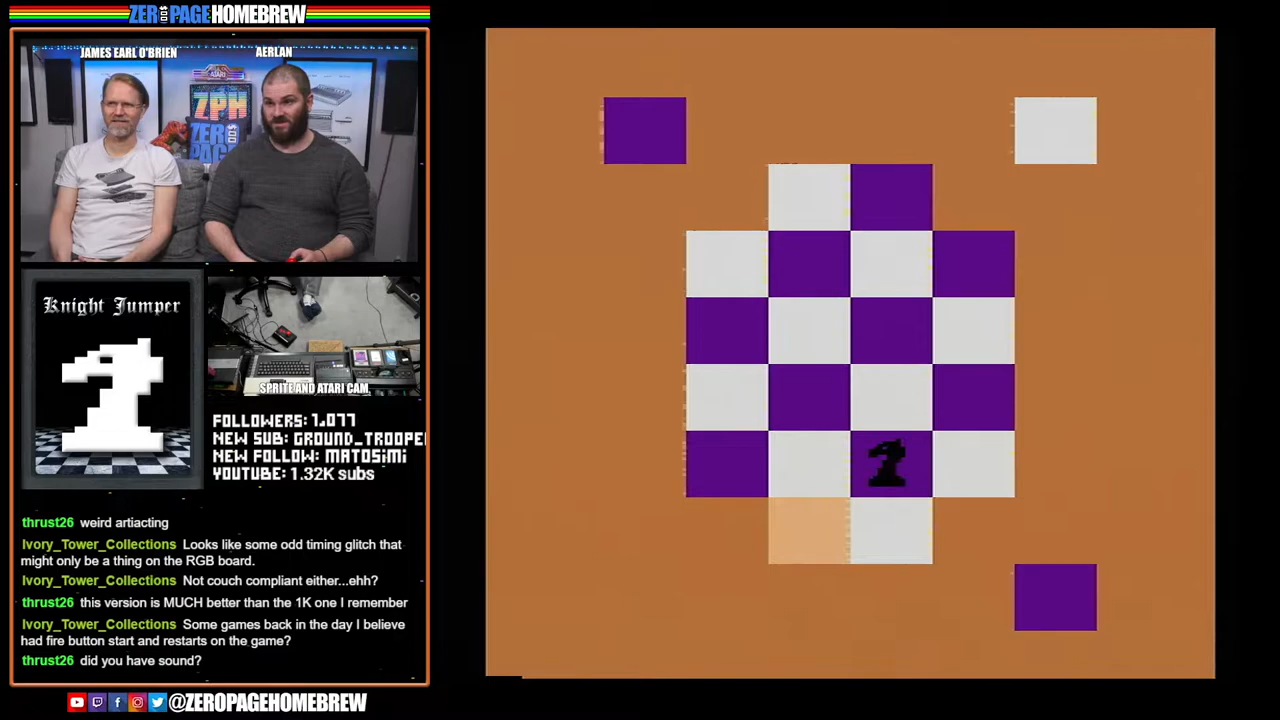 ZERO PAGE HOMEBREW
JAMES EARL O'BRIEN
AERLAN
ATARI
ZPH
ZERO
PAGE
Knight Jumper
SPRITE AND ATARI CAM
FOLLOWERS: 1.077
NEW SUB: GROUND_TROOPE
NEW FOLLOW: MATOSIMI
YOUTUBE: 1.32K subs
thrust26 weird artiacting
Ivory_Tower_Collections Looks like some odd timing glitch that
might only be a thing on the RGB board.
Ivory_Tower_Collections Not couch compliant either...ehh?
thrust26 this version is MUCH better than the 1K one I remember
Ivory_Tower_Collections Some games back in the day I believe
had fire button start and restarts on the game?
thrust26 did you have sound?
@ZEROPAGEHOMEBREW